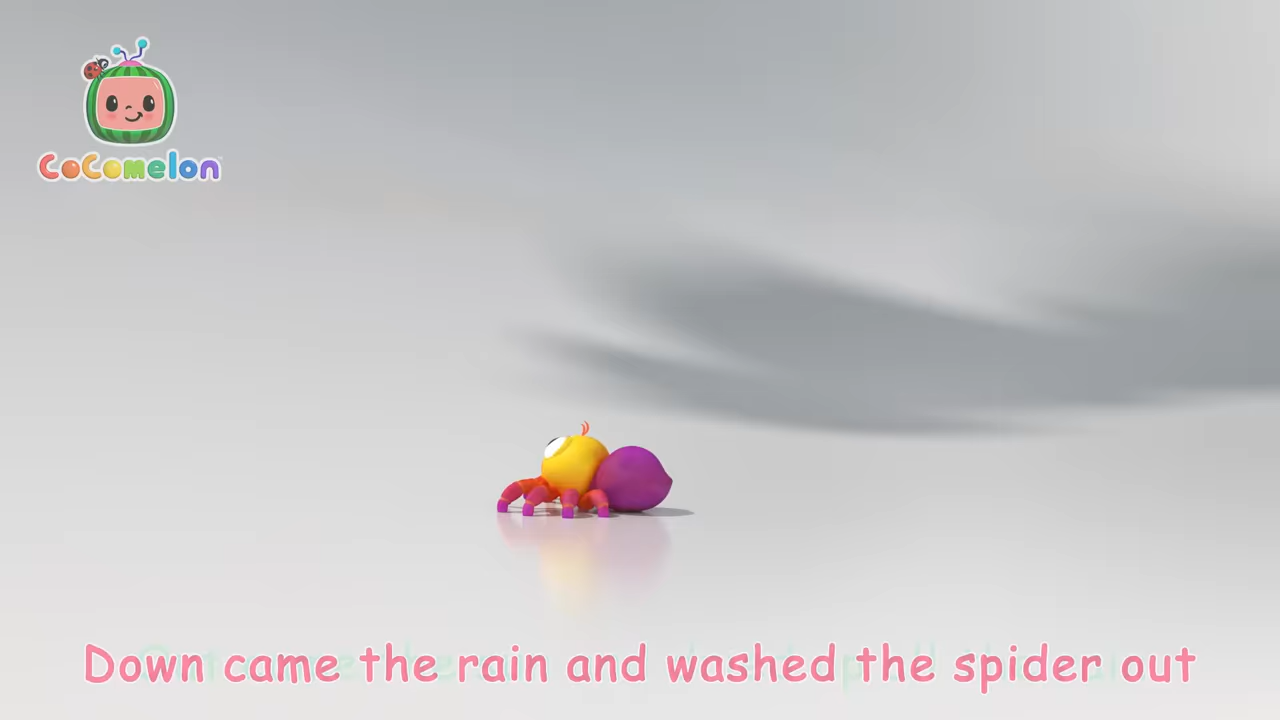 CoComelon
Down came the rain and washed the spider out